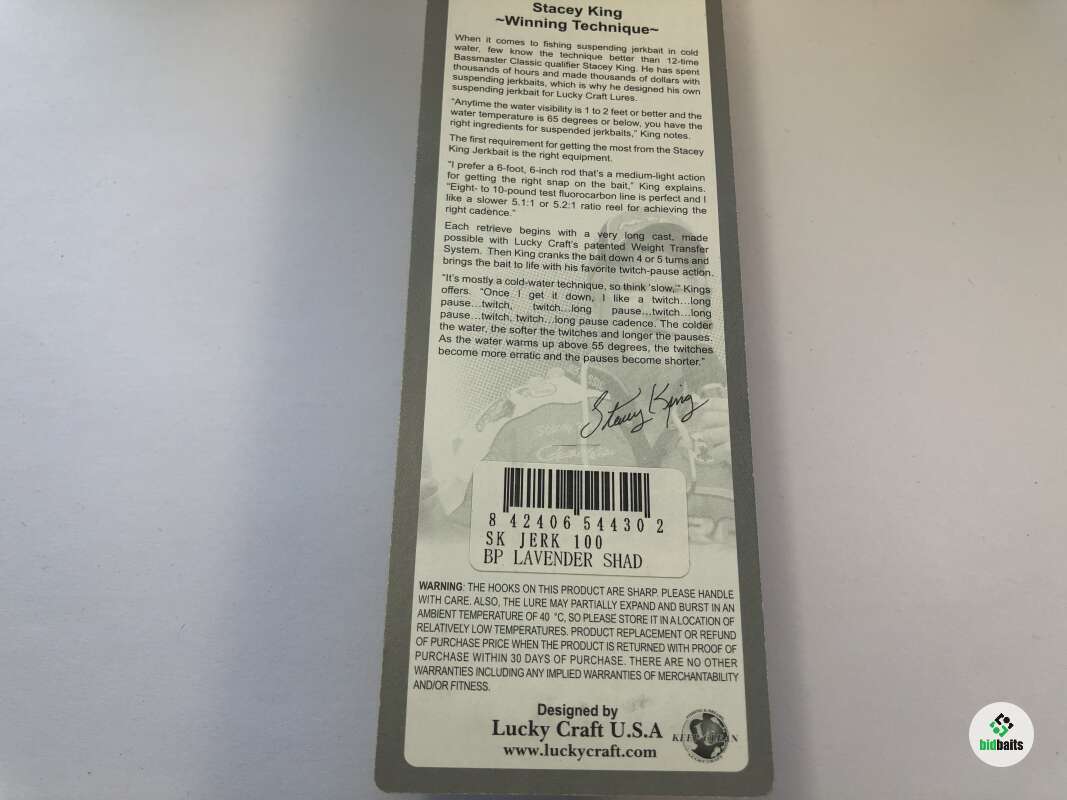 Stacey King
~Winning Technique~
When it comes to fishing suspending jerkbait in cold
water, few know the technique better than 12-time
Bassmaster Classic qualifier Stacey King. He has spent
thousands of hours and made thousands of dollars with
suspending jerkbaits, which is why he designed his own
suspending jerkbait for Lucky Craft Lures.
"Anytime the water visibility is 1 to 2 feet or better and the
water temperature is 65 degrees or below, you have the
right ingredients for suspended jerkbaits," King notes.
The first requirement for getting the most from the Stacey
King Jerkbait is the right equipment.
"I prefer a 6-foot, 6-inch rod that's a medium-light action
for getting the right snap on the bait," King explains.
"Eight- to 10-pound test fluorocarbon line is perfect and I
like a slower 5.1:1 or 5.2:1 ratio reel for achieving the
right cadence."
Each retrieve begins with a very long cast, made
possible with Lucky Craft's patented Weight Transfer
System. Then King cranks the bait down 4 or 5 turns and
brings the bait to life with his favorite twitch-pause action.
"It's mostly a cold-water technique, so think 'slow,'" Kings
offers. "Once I get it down, I like a twitch...long
pause...twitch, twitch...long pause...twitch...long
pause...twitch, twitch...long pause cadence. The colder
the water, the softer the twitches and longer the pauses.
As the water warms up above 55 degrees, the twitches
become more erratic and the pauses become shorter."
Stacey King
8 42406 54430 2
SK JERK 100
BP LAVENDER SHAD
WARNING: THE HOOKS ON THIS PRODUCT ARE SHARP. PLEASE HANDLE
WITH CARE. ALSO, THE LURE MAY PARTIALLY EXPAND AND BURST IN AN
AMBIENT TEMPERATURE OF 40 °C, SO PLEASE STORE IT IN A LOCATION OF
RELATIVELY LOW TEMPERATURES. PRODUCT REPLACEMENT OR REFUND
OF PURCHASE PRICE WHEN THE PRODUCT IS RETURNED WITH PROOF OF
PURCHASE WITHIN 30 DAYS OF PURCHASE. THERE ARE NO OTHER
WARRANTIES INCLUDING ANY IMPLIED WARRANTIES OF MERCHANTABILITY
AND/OR FITNESS.
Designed by
Lucky Craft U.S.A
www.luckycraft.com
KEEP CLEAN
bidbaits